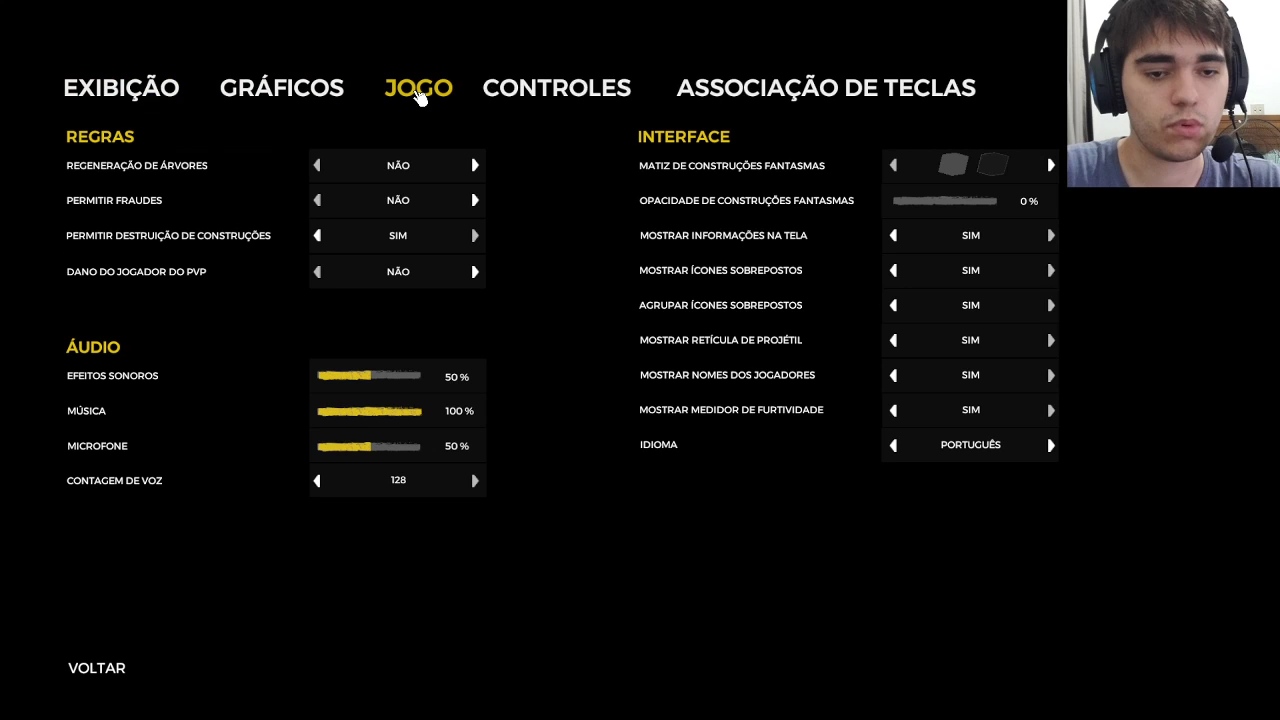 EXIBIÇÃO GRÁFICOS JOGO CONTROLES ASSOCIAÇÃO DE TECLAS
REGRAS
REGENERAÇÃO DE ÁRVORES NÃO
PERMITIR FRAUDES NÃO
PERMITIR DESTRUIÇÃO DE CONSTRUÇÕES SIM
DANO DO JOGADOR DO PVP NÃO
ÁUDIO
EFEITOS SONOROS 50 %
MÚSICA 100 %
MICROFONE 50 %
CONTAGEM DE VOZ 128
INTERFACE
MATIZ DE CONSTRUÇÕES FANTASMAS
OPACIDADE DE CONSTRUÇÕES FANTASMAS 0 %
MOSTRAR INFORMAÇÕES NA TELA SIM
MOSTRAR ÍCONES SOBREPOSTOS SIM
AGRUPAR ÍCONES SOBREPOSTOS SIM
MOSTRAR RETÍCULA DE PROJÉTIL SIM
MOSTRAR NOMES DOS JOGADORES SIM
MOSTRAR MEDIDOR DE FURTIVIDADE SIM
IDIOMA PORTUGUÊS
VOLTAR